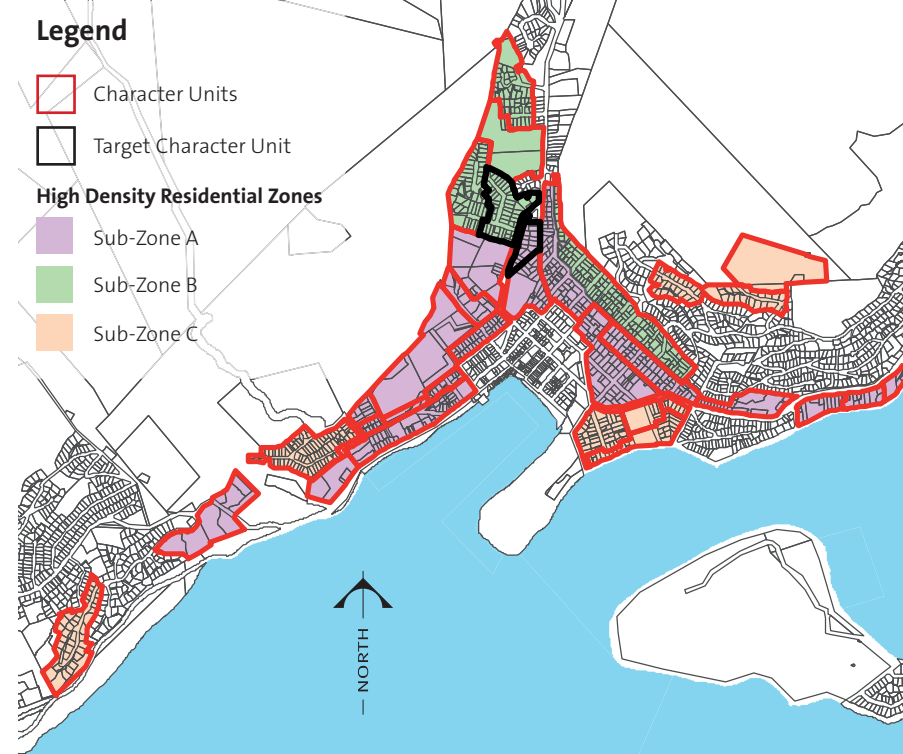 Legend
Character Units
Target Character Unit
High Density Residential Zones
Sub-Zone A
Sub-Zone B
Sub-Zone C
NORTH